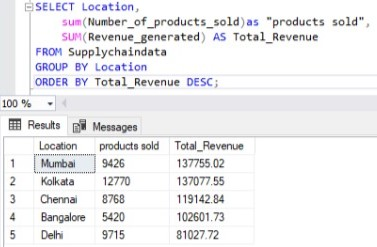 SELECT Location,
sum(Number_of_products_sold)as "products sold",
SUM(Revenue_generated) AS Total_Revenue
FROM Supplychaindata
GROUP BY Location
ORDER BY Total_Revenue DESC;
100 %
Results Messages
Location products sold Total_Revenue
1 Mumbai 9426 137755.02
2 Kolkata 12770 137077.55
3 Chennai 8768 119142.84
4 Bangalore 5420 102601.73
5 Delhi 9715 81027.72